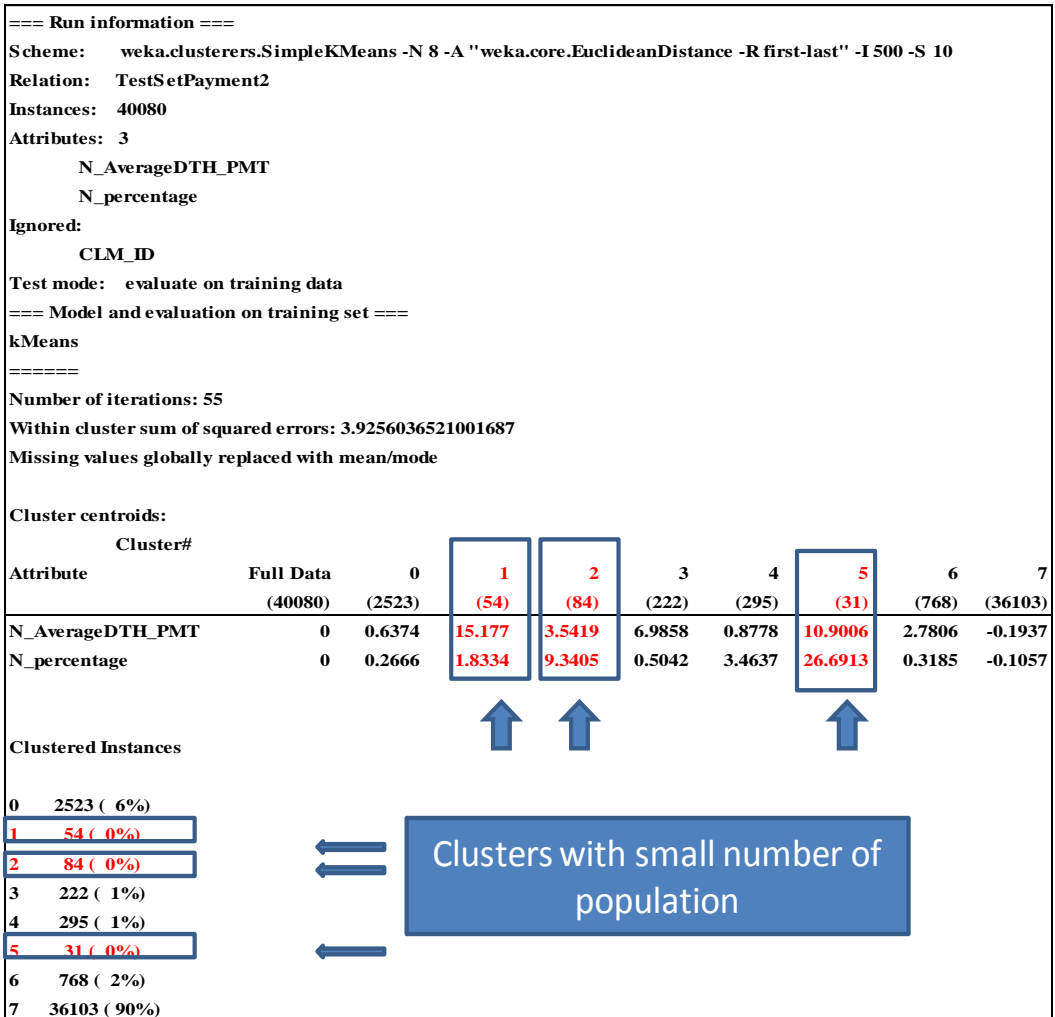 === Run information ===
Scheme: weka.clusterers.SimpleKMeans -N 8 -A "weka.core.EuclideanDistance -R first-last" -I 500 -S 10
Relation: TestSetPayment2
Instances: 40080
Attributes: 3
N_AverageDTH_PMT
N_percentage
Ignored:
CLM_ID
Test mode: evaluate on training data
=== Model and evaluation on training set ===
kMeans
======
Number of iterations: 55
Within cluster sum of squared errors: 3.9256036521001687
Missing values globally replaced with mean/mode
Cluster centroids:
Cluster#
Attribute Full Data 0 1 2 3 4 5 6 7
(40080) (2523) (54) (84) (222) (295) (31) (768) (36103)
N_AverageDTH_PMT 0 0.6374 15.177 3.5419 6.9858 0.8778 10.9006 2.7806 -0.1937
N_percentage 0 0.2666 1.8334 9.3405 0.5042 3.4637 26.6913 0.3185 -0.1057
Clustered Instances
0 2523 ( 6%)
1 54 ( 0%)
2 84 ( 0%)
3 222 ( 1%)
4 295 ( 1%)
5 31 ( 0%)
6 768 ( 2%)
7 36103 ( 90%)
Clusters with small number of
population